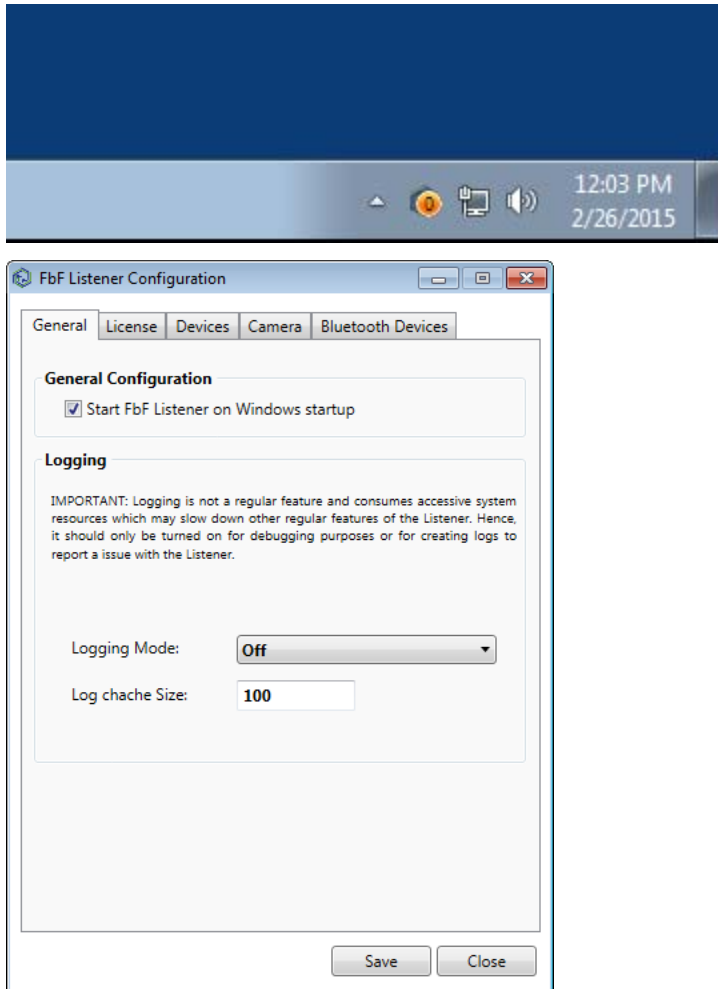 0
12:03 PM
2/26/2015
FbF Listener Configuration
General License Devices Camera Bluetooth Devices
General Configuration
Start FbF Listener on Windows startup
Logging
IMPORTANT: Logging is not a regular feature and consumes accessive system
resources which may slow down other regular features of the Listener. Hence,
it should only be turned on for debugging purposes or for creating logs to
report a issue with the Listener.
Logging Mode: Off
Log chache Size: 100
Save Close